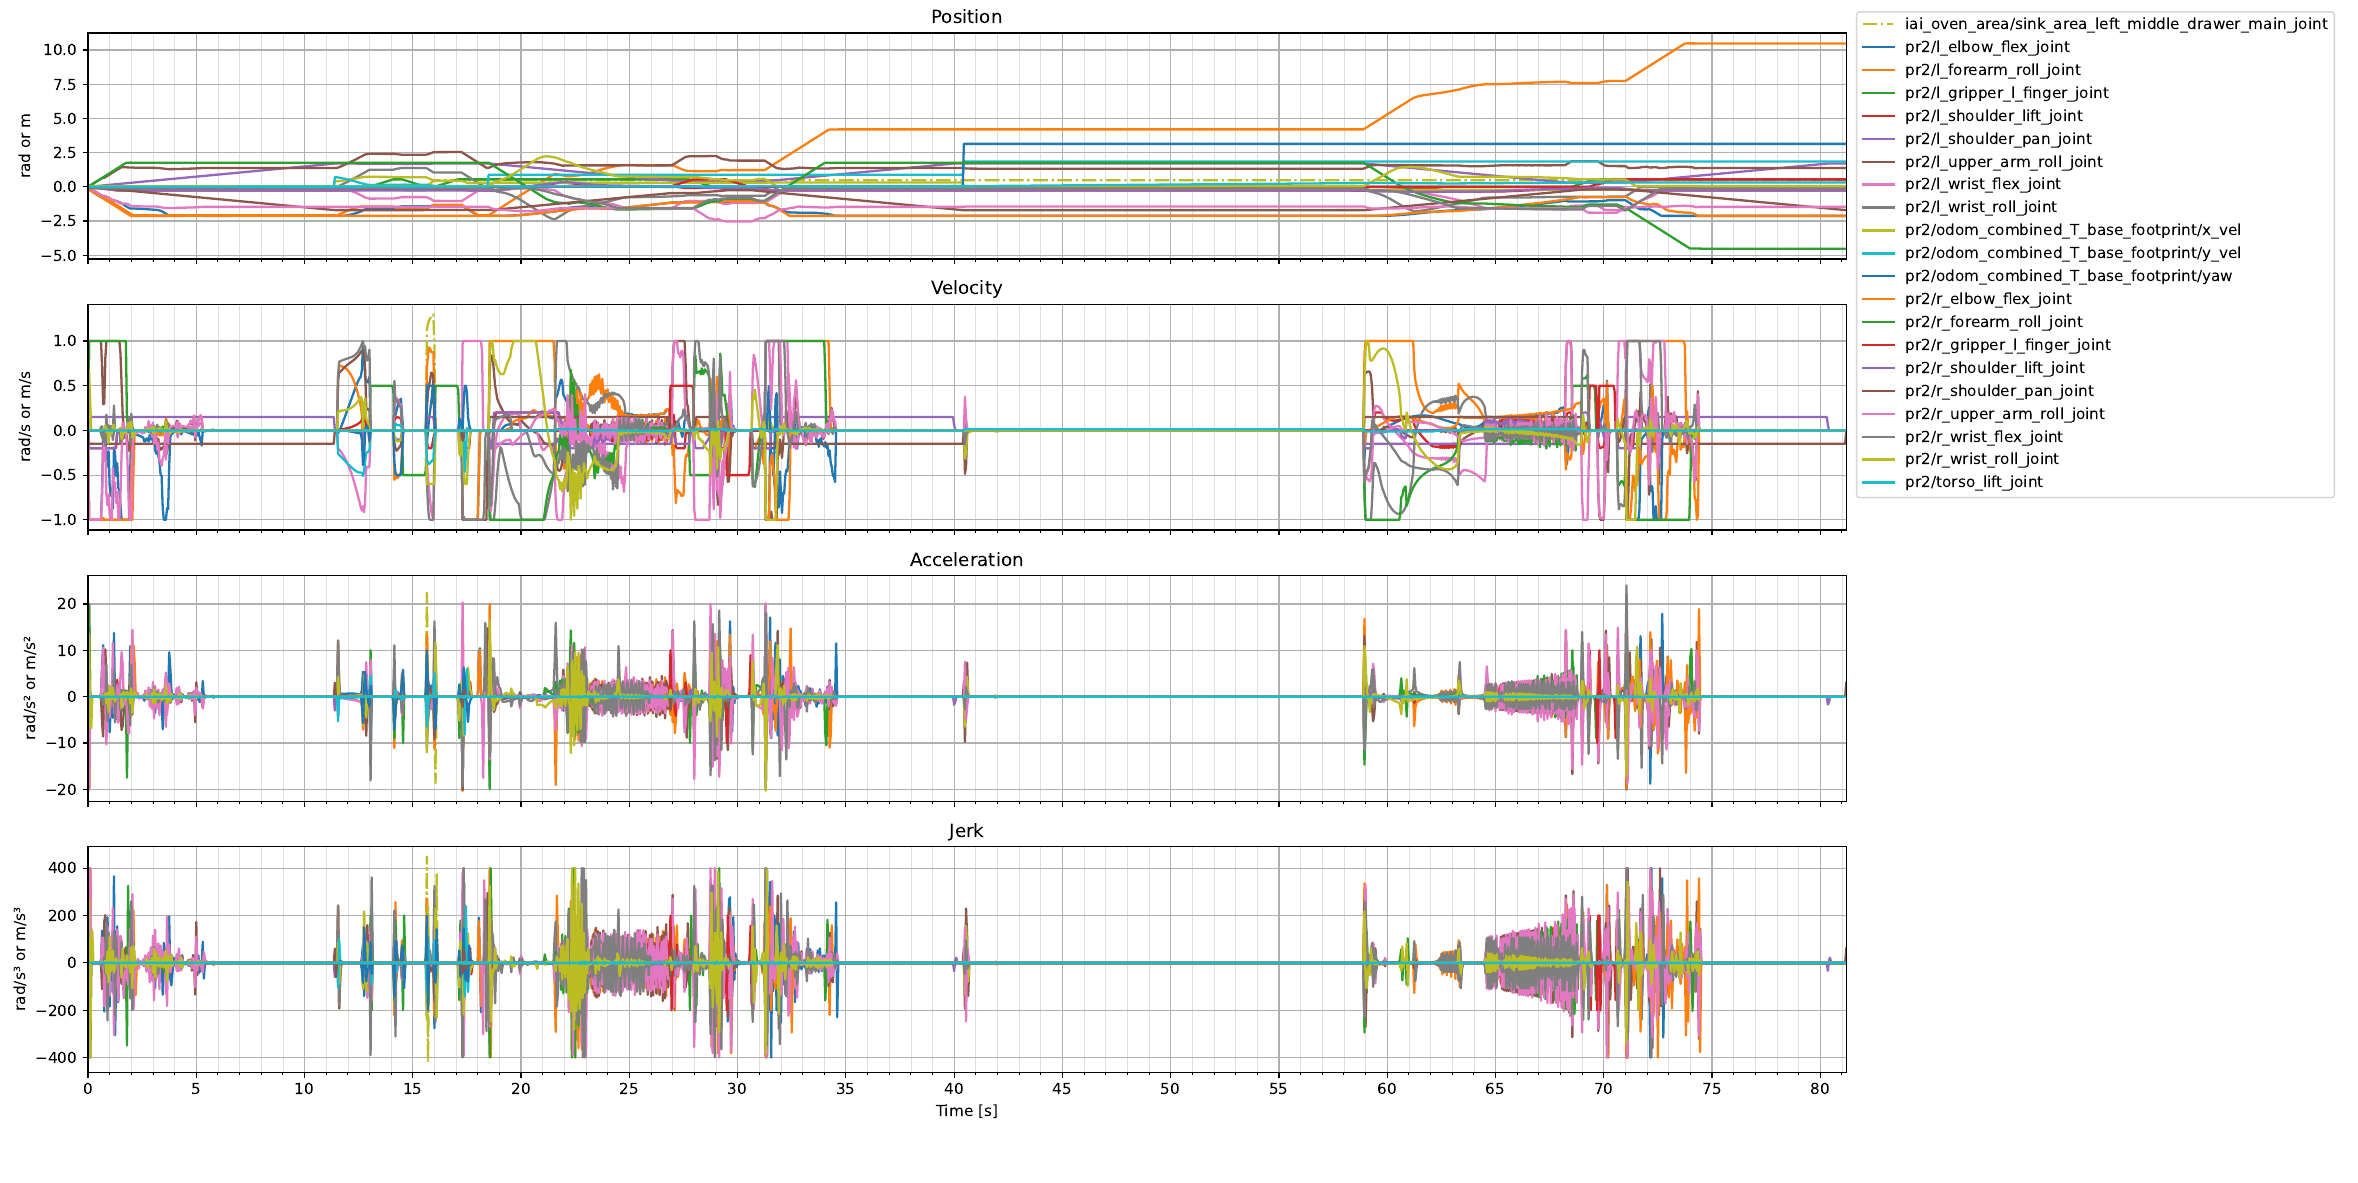 Position
10.0
7.5
5.0
2.5
0.0
−2.5
−5.0
rad or m
Velocity
1.0
0.5
0.0
−0.5
−1.0
rad/s or m/s
Acceleration
20
10
0
−10
−20
rad/s² or m/s²
Jerk
400
200
0
−200
−400
rad/s³ or m/s³
0 5 10 15 20 25 30 35 40 45 50 55 60 65 70 75 80
Time [s]
iai_oven_area/sink_area_left_middle_drawer_main_joint
pr2/l_elbow_flex_joint
pr2/l_forearm_roll_joint
pr2/l_gripper_l_finger_joint
pr2/l_shoulder_lift_joint
pr2/l_shoulder_pan_joint
pr2/l_upper_arm_roll_joint
pr2/l_wrist_flex_joint
pr2/l_wrist_roll_joint
pr2/odom_combined_T_base_footprint/x_vel
pr2/odom_combined_T_base_footprint/y_vel
pr2/odom_combined_T_base_footprint/yaw
pr2/r_elbow_flex_joint
pr2/r_forearm_roll_joint
pr2/r_gripper_l_finger_joint
pr2/r_shoulder_lift_joint
pr2/r_shoulder_pan_joint
pr2/r_upper_arm_roll_joint
pr2/r_wrist_flex_joint
pr2/r_wrist_roll_joint
pr2/torso_lift_joint